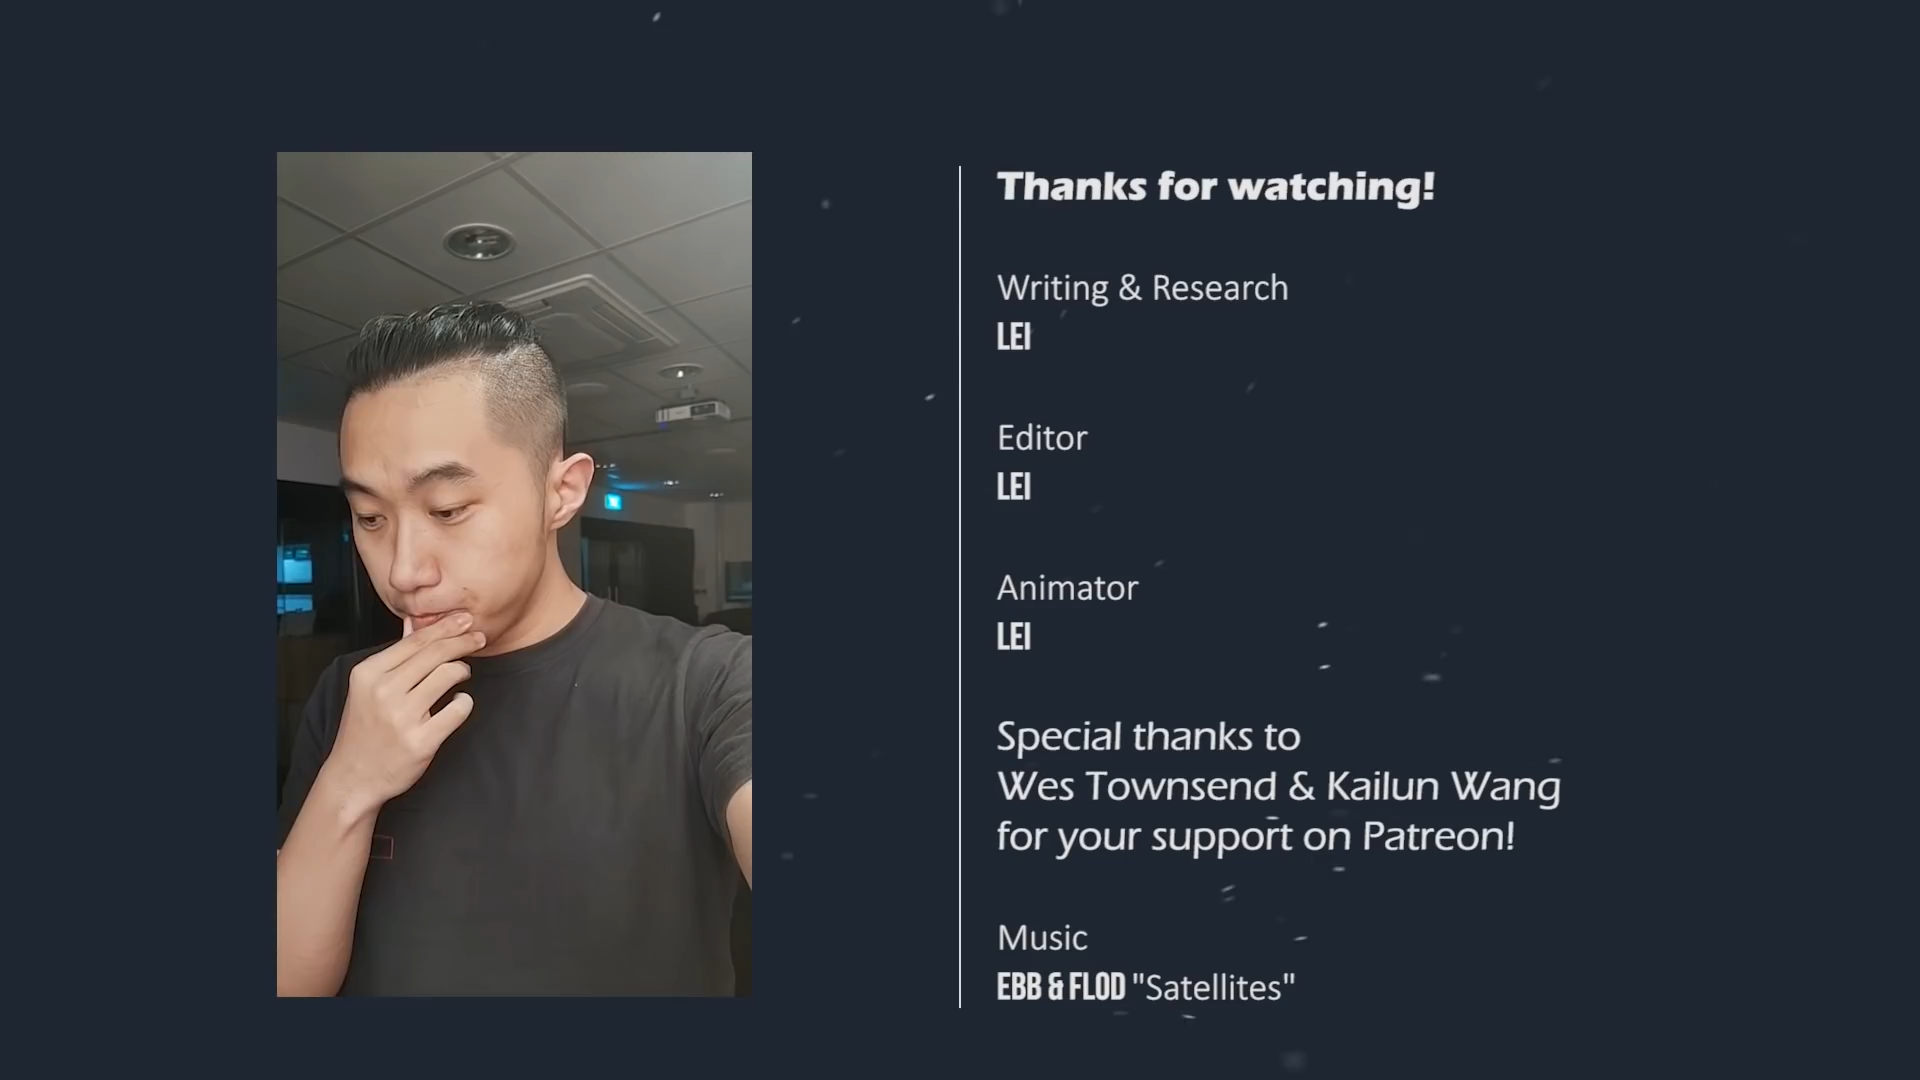 Thanks for watching!
Writing & Research
LEI
Editor
LEI
Animator
LEI
Special thanks to
Wes Townsend & Kailun Wang
for your support on Patreon!
Music
EBB & FLOD "Satellites"